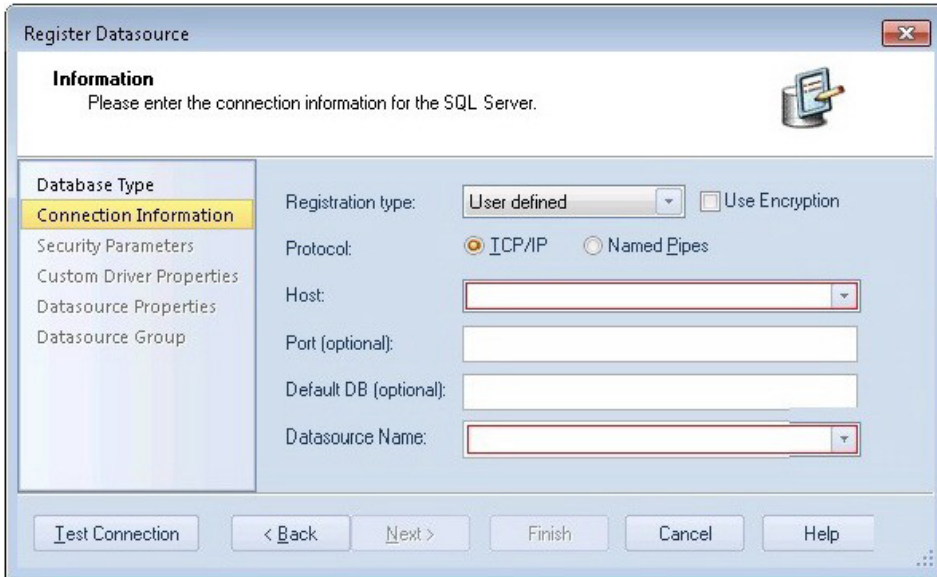 Register Datasource
Information
Please enter the connection information for the SQL Server.
Database Type
Connection Information
Security Parameters
Custom Driver Properties
Datasource Properties
Datasource Group
Registration type: User defined Use Encryption
Protocol: TCP/IP Named Pipes
Host:
Port (optional):
Default DB (optional):
Datasource Name:
Test Connection < Back Next > Finish Cancel Help